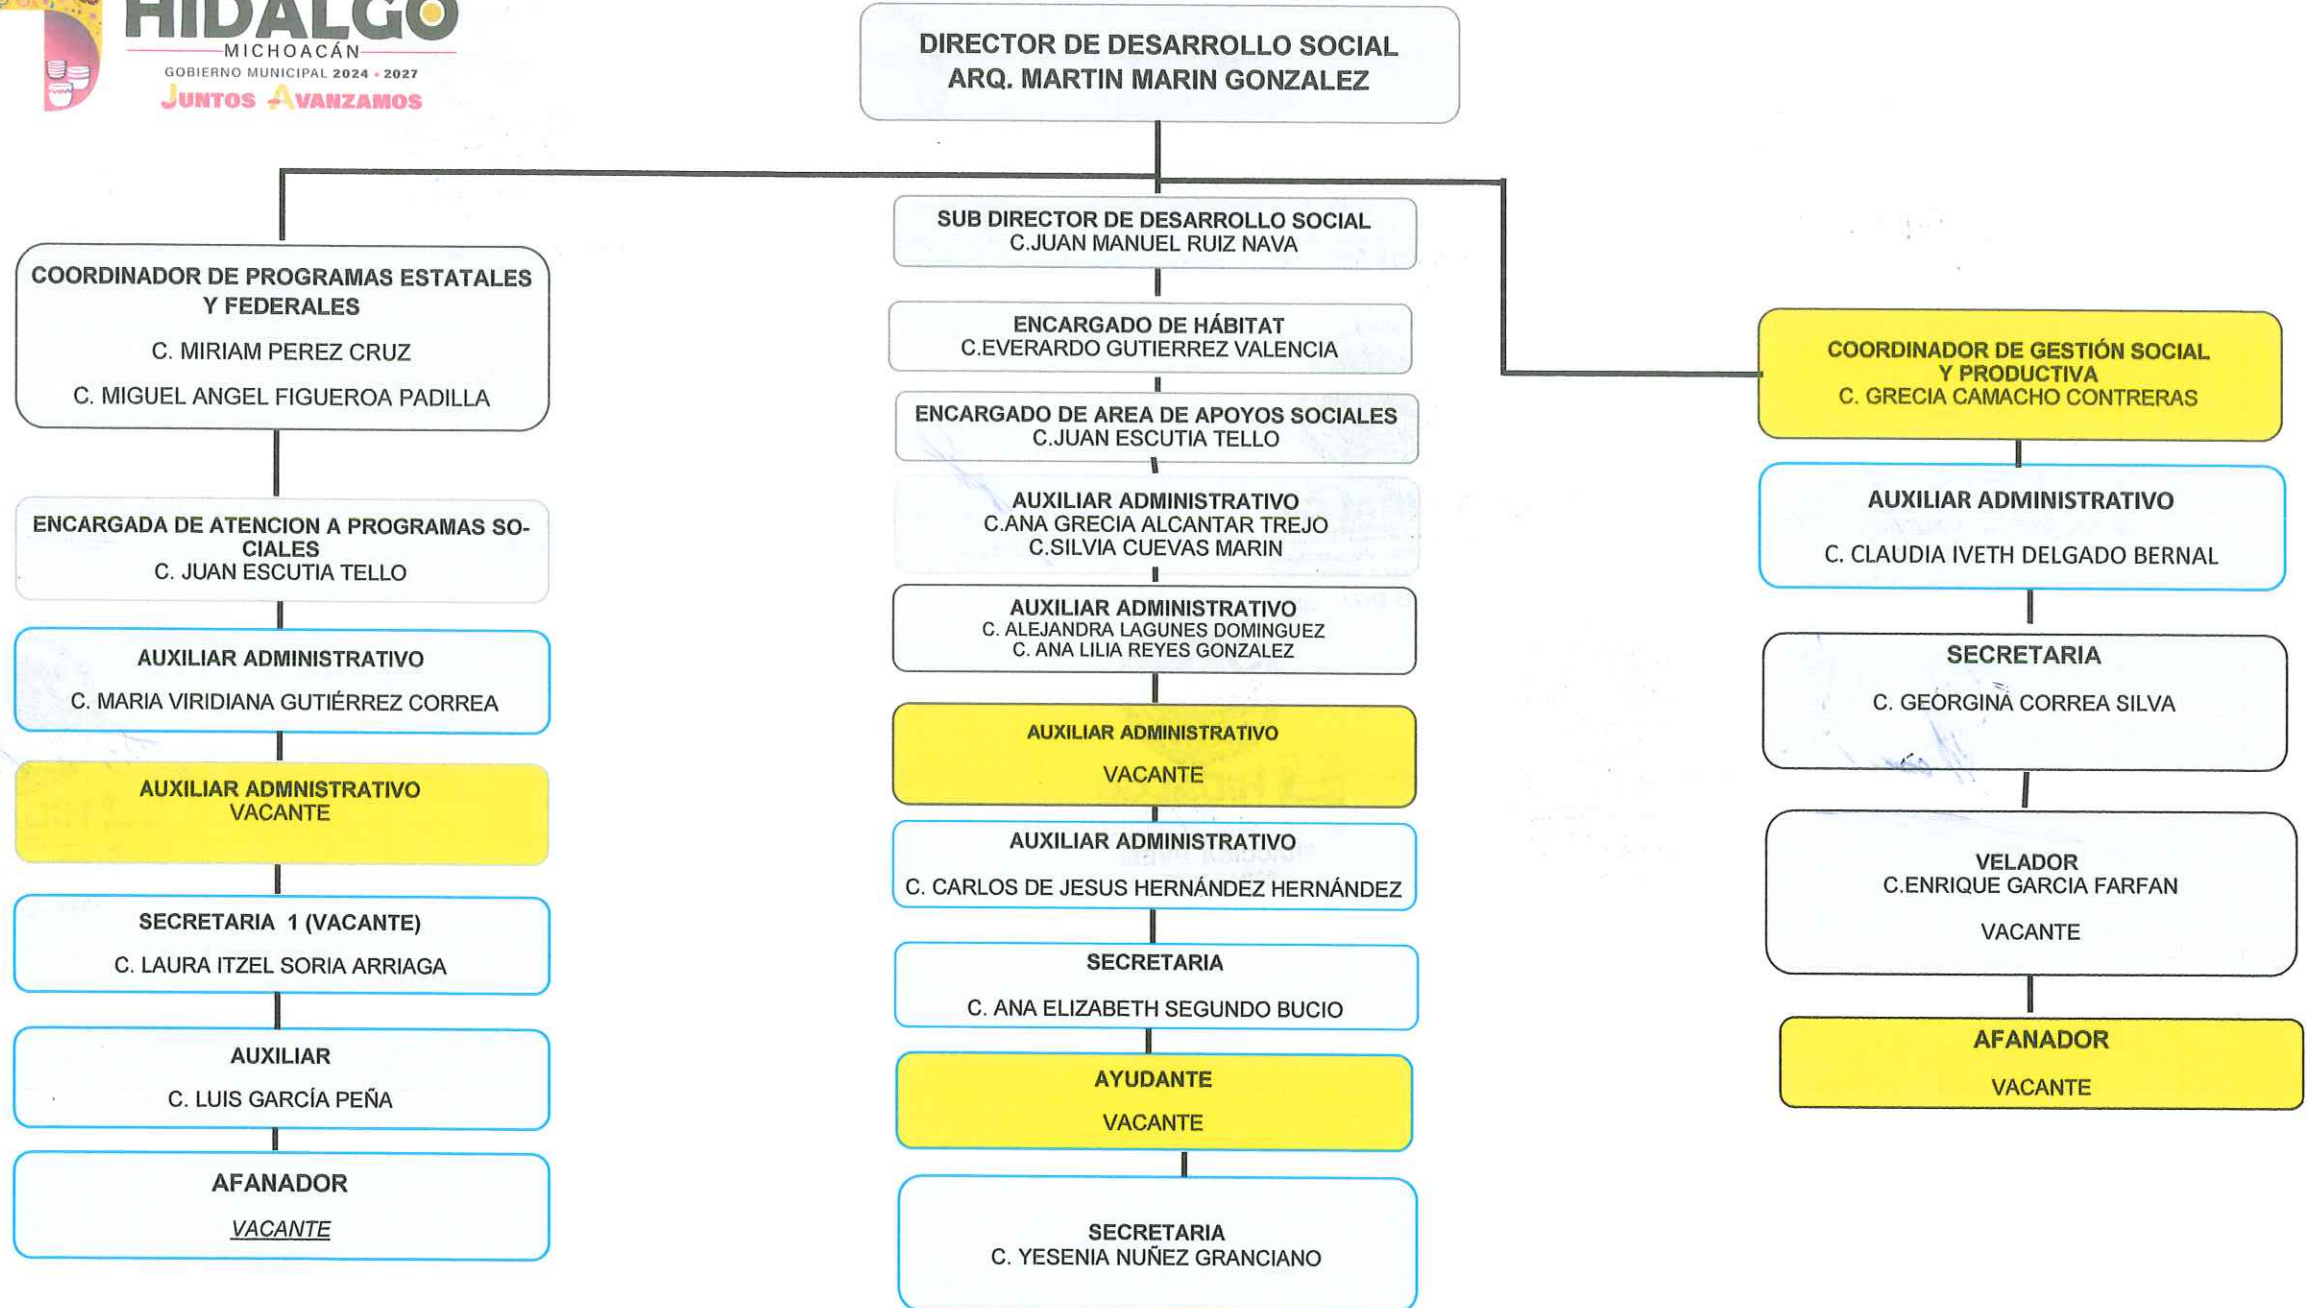 HIDALGO
MICHOACÁN
GOBIERNO MUNICIPAL 2024 - 2027
JUNTOS AVANZAMOS
DIRECTOR DE DESARROLLO SOCIAL
ARQ. MARTIN MARIN GONZALEZ
COORDINADOR DE PROGRAMAS ESTATALES
Y FEDERALES
C. MIRIAM PEREZ CRUZ
C. MIGUEL ANGEL FIGUEROA PADILLA
ENCARGADA DE ATENCION A PROGRAMAS SO-
CIALES
C. JUAN ESCUTIA TELLO
AUXILIAR ADMINISTRATIVO
C. MARIA VIRIDIANA GUTIÉRREZ CORREA
AUXILIAR ADMNISTRATIVO
VACANTE
SECRETARIA 1 (VACANTE)
C. LAURA ITZEL SORIA ARRIAGA
AUXILIAR
C. LUIS GARCÍA PEÑA
AFANADOR
VACANTE
SUB DIRECTOR DE DESARROLLO SOCIAL
C.JUAN MANUEL RUIZ NAVA
ENCARGADO DE HÁBITAT
C.EVERARDO GUTIERREZ VALENCIA
ENCARGADO DE AREA DE APOYOS SOCIALES
C.JUAN ESCUTIA TELLO
AUXILIAR ADMINISTRATIVO
C.ANA GRECIA ALCANTAR TREJO
C.SILVIA CUEVAS MARIN
AUXILIAR ADMINISTRATIVO
C. ALEJANDRA LAGUNES DOMINGUEZ
C. ANA LILIA REYES GONZALEZ
AUXILIAR ADMINISTRATIVO
VACANTE
AUXILIAR ADMINISTRATIVO
C. CARLOS DE JESUS HERNÁNDEZ HERNÁNDEZ
SECRETARIA
C. ANA ELIZABETH SEGUNDO BUCIO
AYUDANTE
VACANTE
SECRETARIA
C. YESENIA NUÑEZ GRANCIANO
COORDINADOR DE GESTIÓN SOCIAL
Y PRODUCTIVA
C. GRECIA CAMACHO CONTRERAS
AUXILIAR ADMINISTRATIVO
C. CLAUDIA IVETH DELGADO BERNAL
SECRETARIA
C. GEORGINA CORREA SILVA
VELADOR
C.ENRIQUE GARCIA FARFAN
VACANTE
AFANADOR
VACANTE